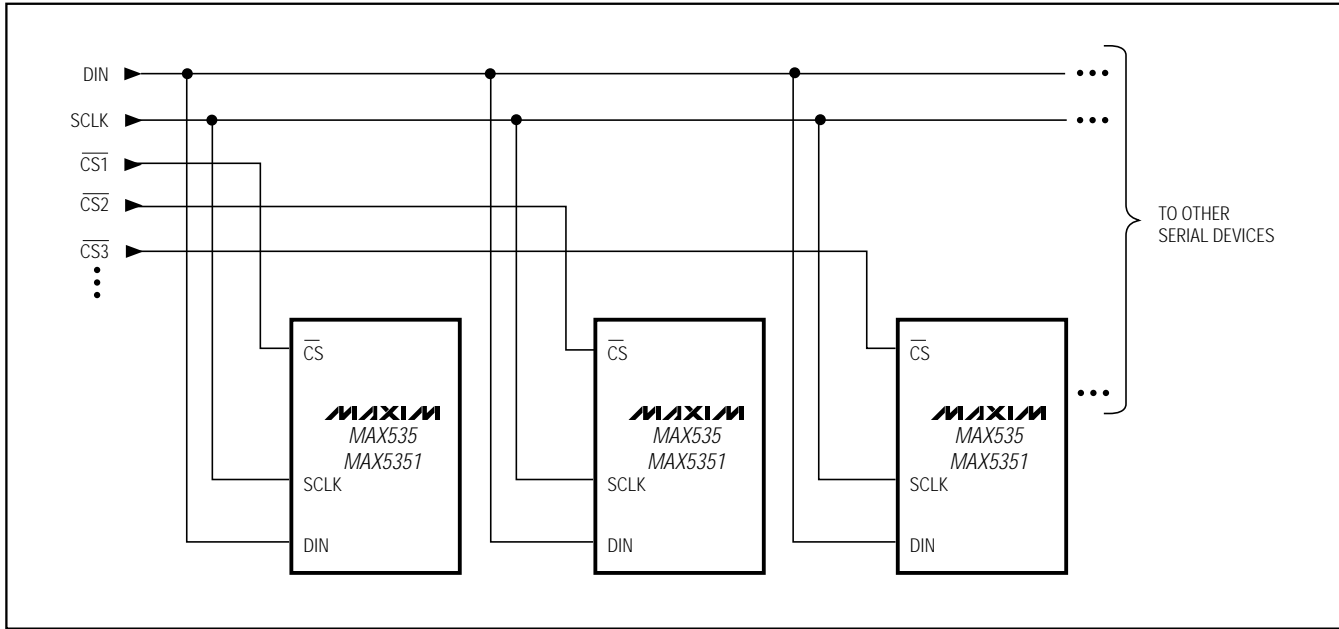 DIN
SCLK
CS1
CS2
CS3
TO OTHER
SERIAL DEVICES
CS
MAXIM
MAX535
MAX5351
SCLK
DIN
CS
MAXIM
MAX535
MAX5351
SCLK
DIN
CS
MAXIM
MAX535
MAX5351
SCLK
DIN